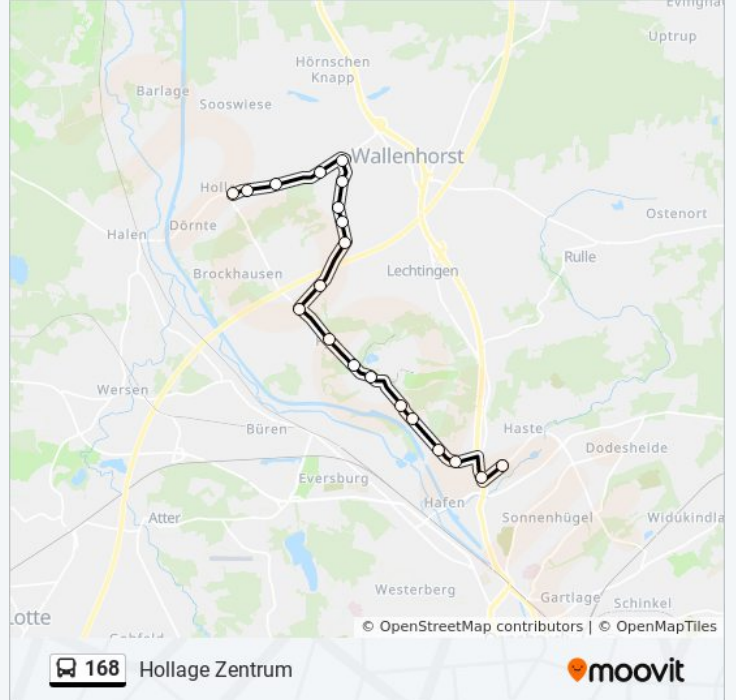 Uptrup
Hörnschen
Knapp
Barlage
Sooswiese
Wallenhorst
Holl
Dörnte
Ostenort
Halen
Rulle
Lechtingen
Brockhausen
Wersen
Büren
Haste
Dodesheide
Eversburg
Hafen
Atter
Sonnenhügel
Widukindla
Westerberg
Gartlage
Schinkel
Lotte
© OpenStreetMap contributors | © OpenMapTiles
168 Hollage Zentrum
moovit